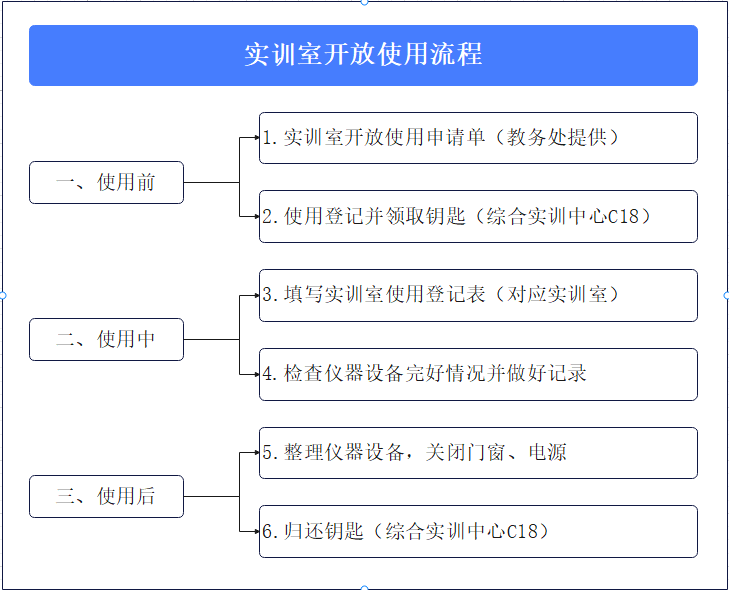 实训室开放使用流程
一、使用前
1.实训室开放使用申请单（教务处提供）
2.使用登记并领取钥匙（综合实训中心C18）
二、使用中
3.填写实训室使用登记表（对应实训室）
4.检查仪器设备完好情况并做好记录
三、使用后
5.整理仪器设备，关闭门窗、电源
6.归还钥匙（综合实训中心C18）